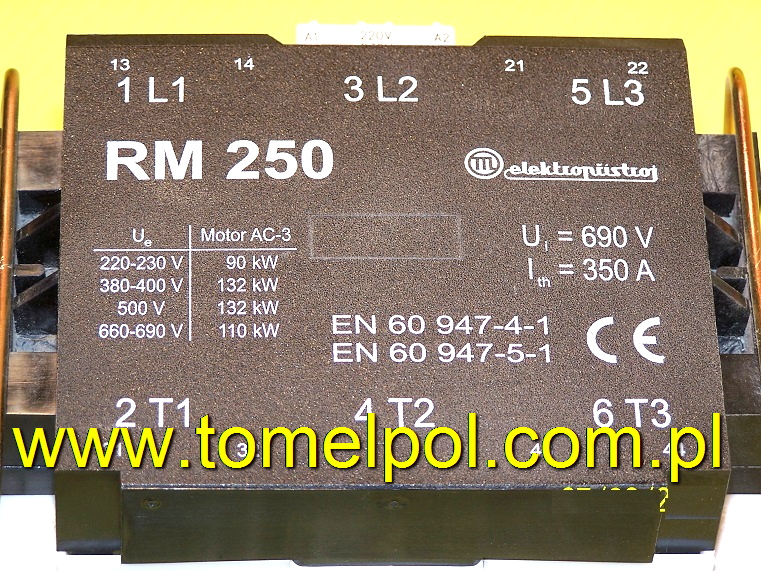 A1 220V A2
13 14 21 22
1 L1 3 L2 5 L3
RM 250 elektropřístroj
Ue Motor AC-3
220-230 V 90 kW
380-400 V 132 kW
500 V 132 kW
660-690 V 110 kW
Ui = 690 V
Ith = 350 A
EN 60 947-4-1
EN 60 947-5-1
CE
2 T1 4 T2 6 T3
www.tomelpol.com.pl